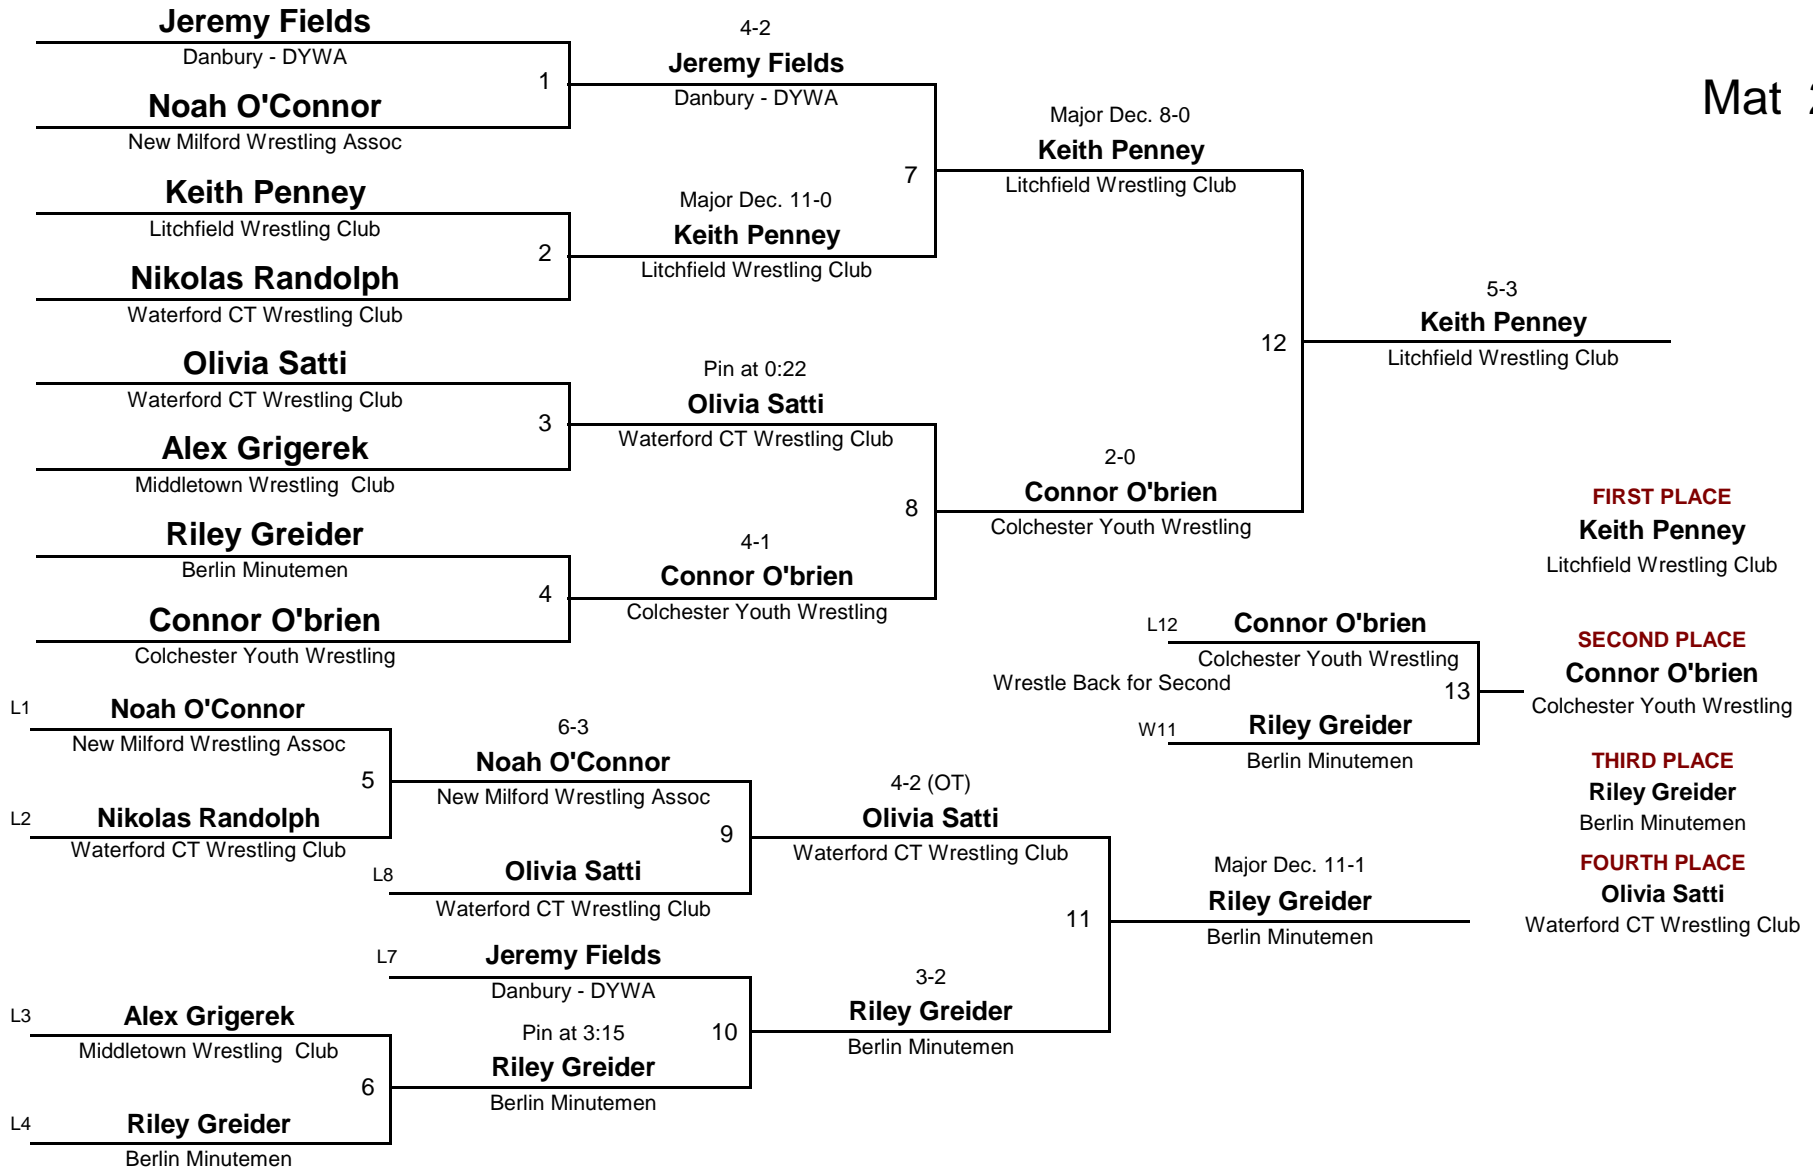 Jeremy Fields
Danbury - DYWA
1
Noah O'Connor
New Milford Wrestling Assoc
Keith Penney
Litchfield Wrestling Club
2
Nikolas Randolph
Waterford CT Wrestling Club
Olivia Satti
Waterford CT Wrestling Club
3
Alex Grigerek
Middletown Wrestling  Club
Riley Greider
Berlin Minutemen
4
Connor O'brien
Colchester Youth Wrestling
4-2
Jeremy Fields
Danbury - DYWA
7
Major Dec. 11-0
Keith Penney
Litchfield Wrestling Club
Pin at 0:22
Olivia Satti
Waterford CT Wrestling Club
8
4-1
Connor O'brien
Colchester Youth Wrestling
Major Dec. 8-0
Keith Penney
Litchfield Wrestling Club
12
2-0
Connor O'brien
Colchester Youth Wrestling
Mat
5-3
Keith Penney
Litchfield Wrestling Club
L1
Noah O'Connor
New Milford Wrestling Assoc
5
L2
Nikolas Randolph
Waterford CT Wrestling Club
6-3
Noah O'Connor
New Milford Wrestling Assoc
9
L8
Olivia Satti
Waterford CT Wrestling Club
L7
Jeremy Fields
Danbury - DYWA
10
L3
Alex Grigerek
Middletown Wrestling  Club
6
L4
Riley Greider
Berlin Minutemen
Pin at 3:15
Riley Greider
Berlin Minutemen
4-2 (OT)
Olivia Satti
Waterford CT Wrestling Club
11
3-2
Riley Greider
Berlin Minutemen
Major Dec. 11-1
Riley Greider
Berlin Minutemen
L12
Connor O'brien
Colchester Youth Wrestling
Wrestle Back for Second
13
W11
Riley Greider
Berlin Minutemen
FIRST PLACE
Keith Penney
Litchfield Wrestling Club
SECOND PLACE
Connor O'brien
Colchester Youth Wrestling
THIRD PLACE
Riley Greider
Berlin Minutemen
FOURTH PLACE
Olivia Satti
Waterford CT Wrestling Club